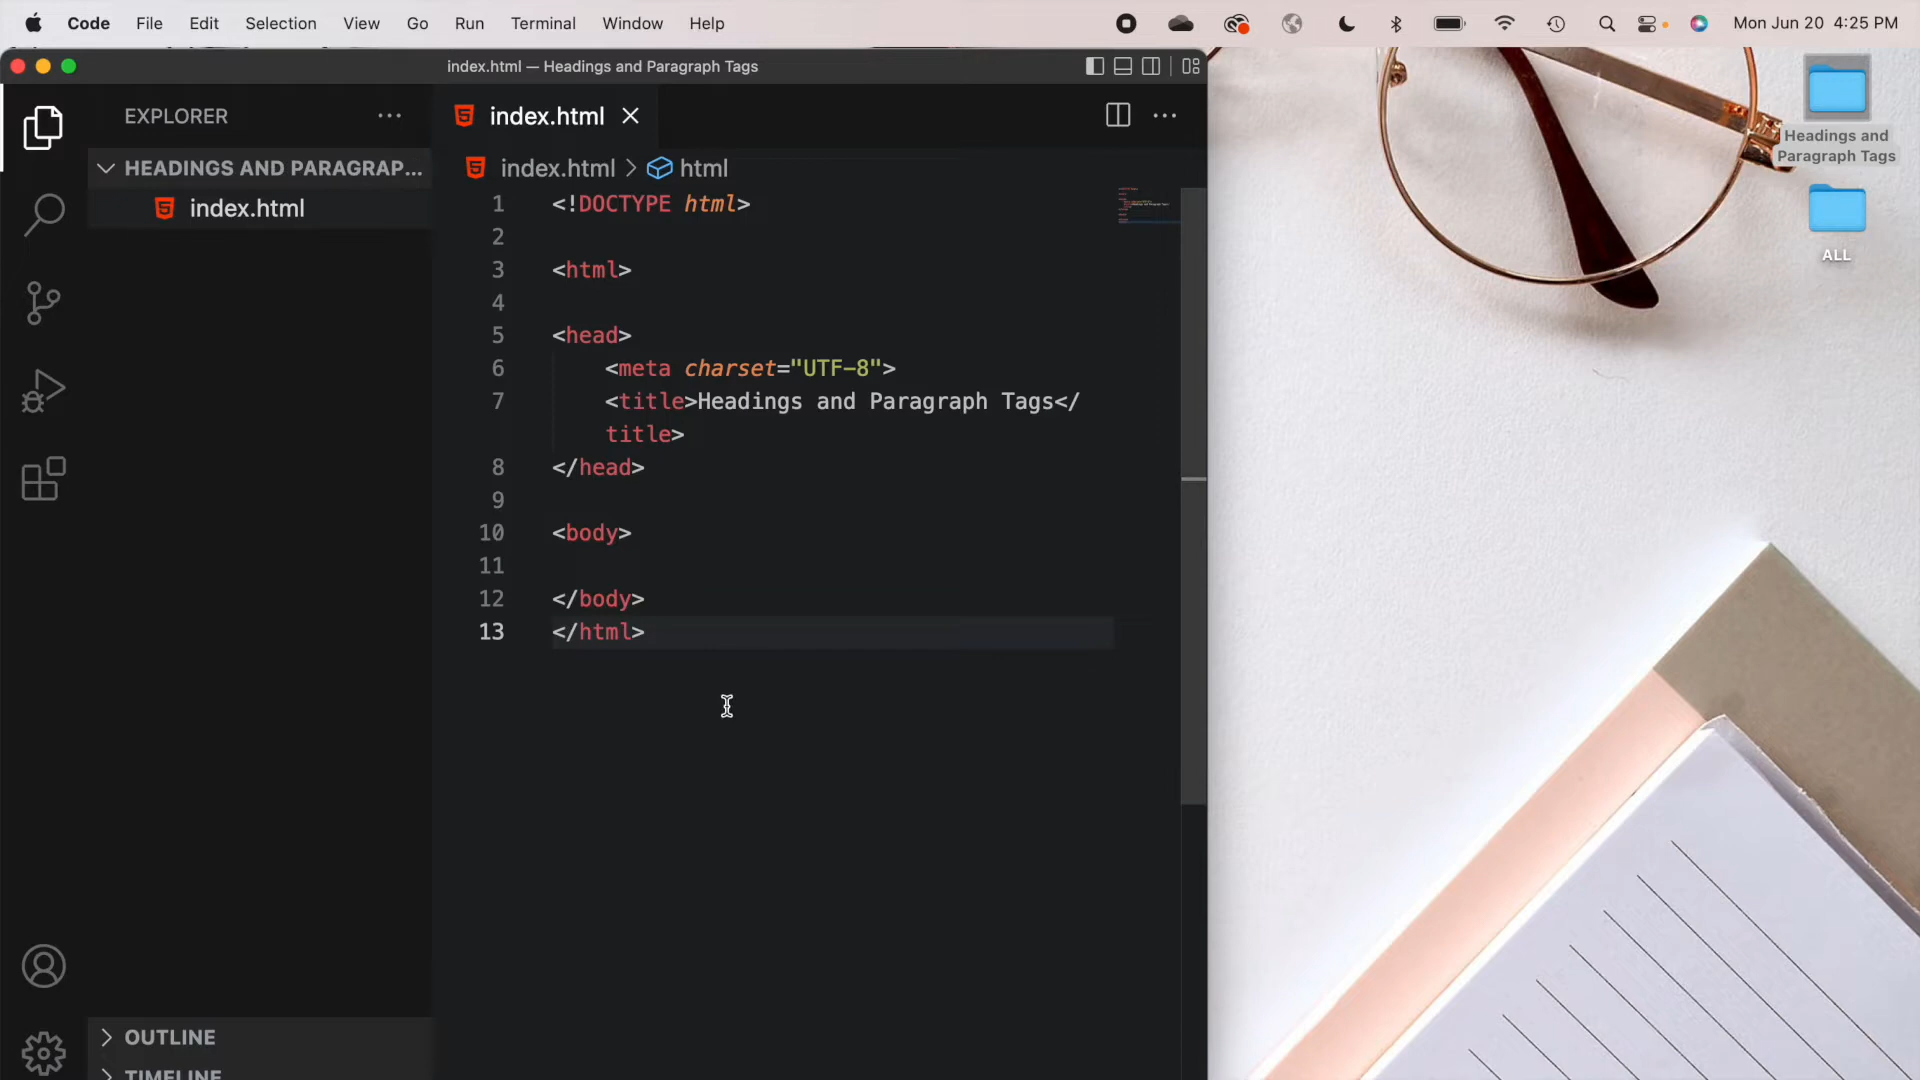 Code File Edit Selection View Go Run Terminal Window Help Mon Jun 20 4:25 PM
index.html — Headings and Paragraph Tags
EXPLORER
index.html
HEADINGS AND PARAGRAP...
index.html
index.html > html
1 <!DOCTYPE html>
2
3 <html>
4
5 <head>
6 <meta charset="UTF-8">
7 <title>Headings and Paragraph Tags</
title>
8 </head>
9
10 <body>
11
12 </body>
13 </html>
OUTLINE
TIMELINE
Headings and
Paragraph Tags
ALL